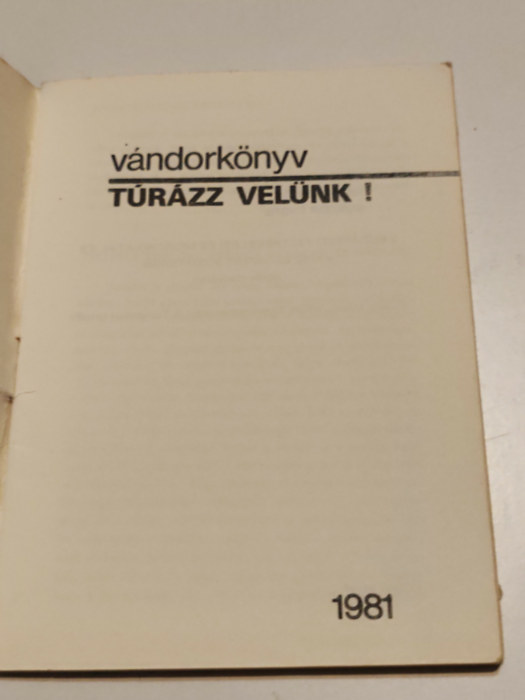 vándorkönyv
TÚRÁZZ VELÜNK !
1981